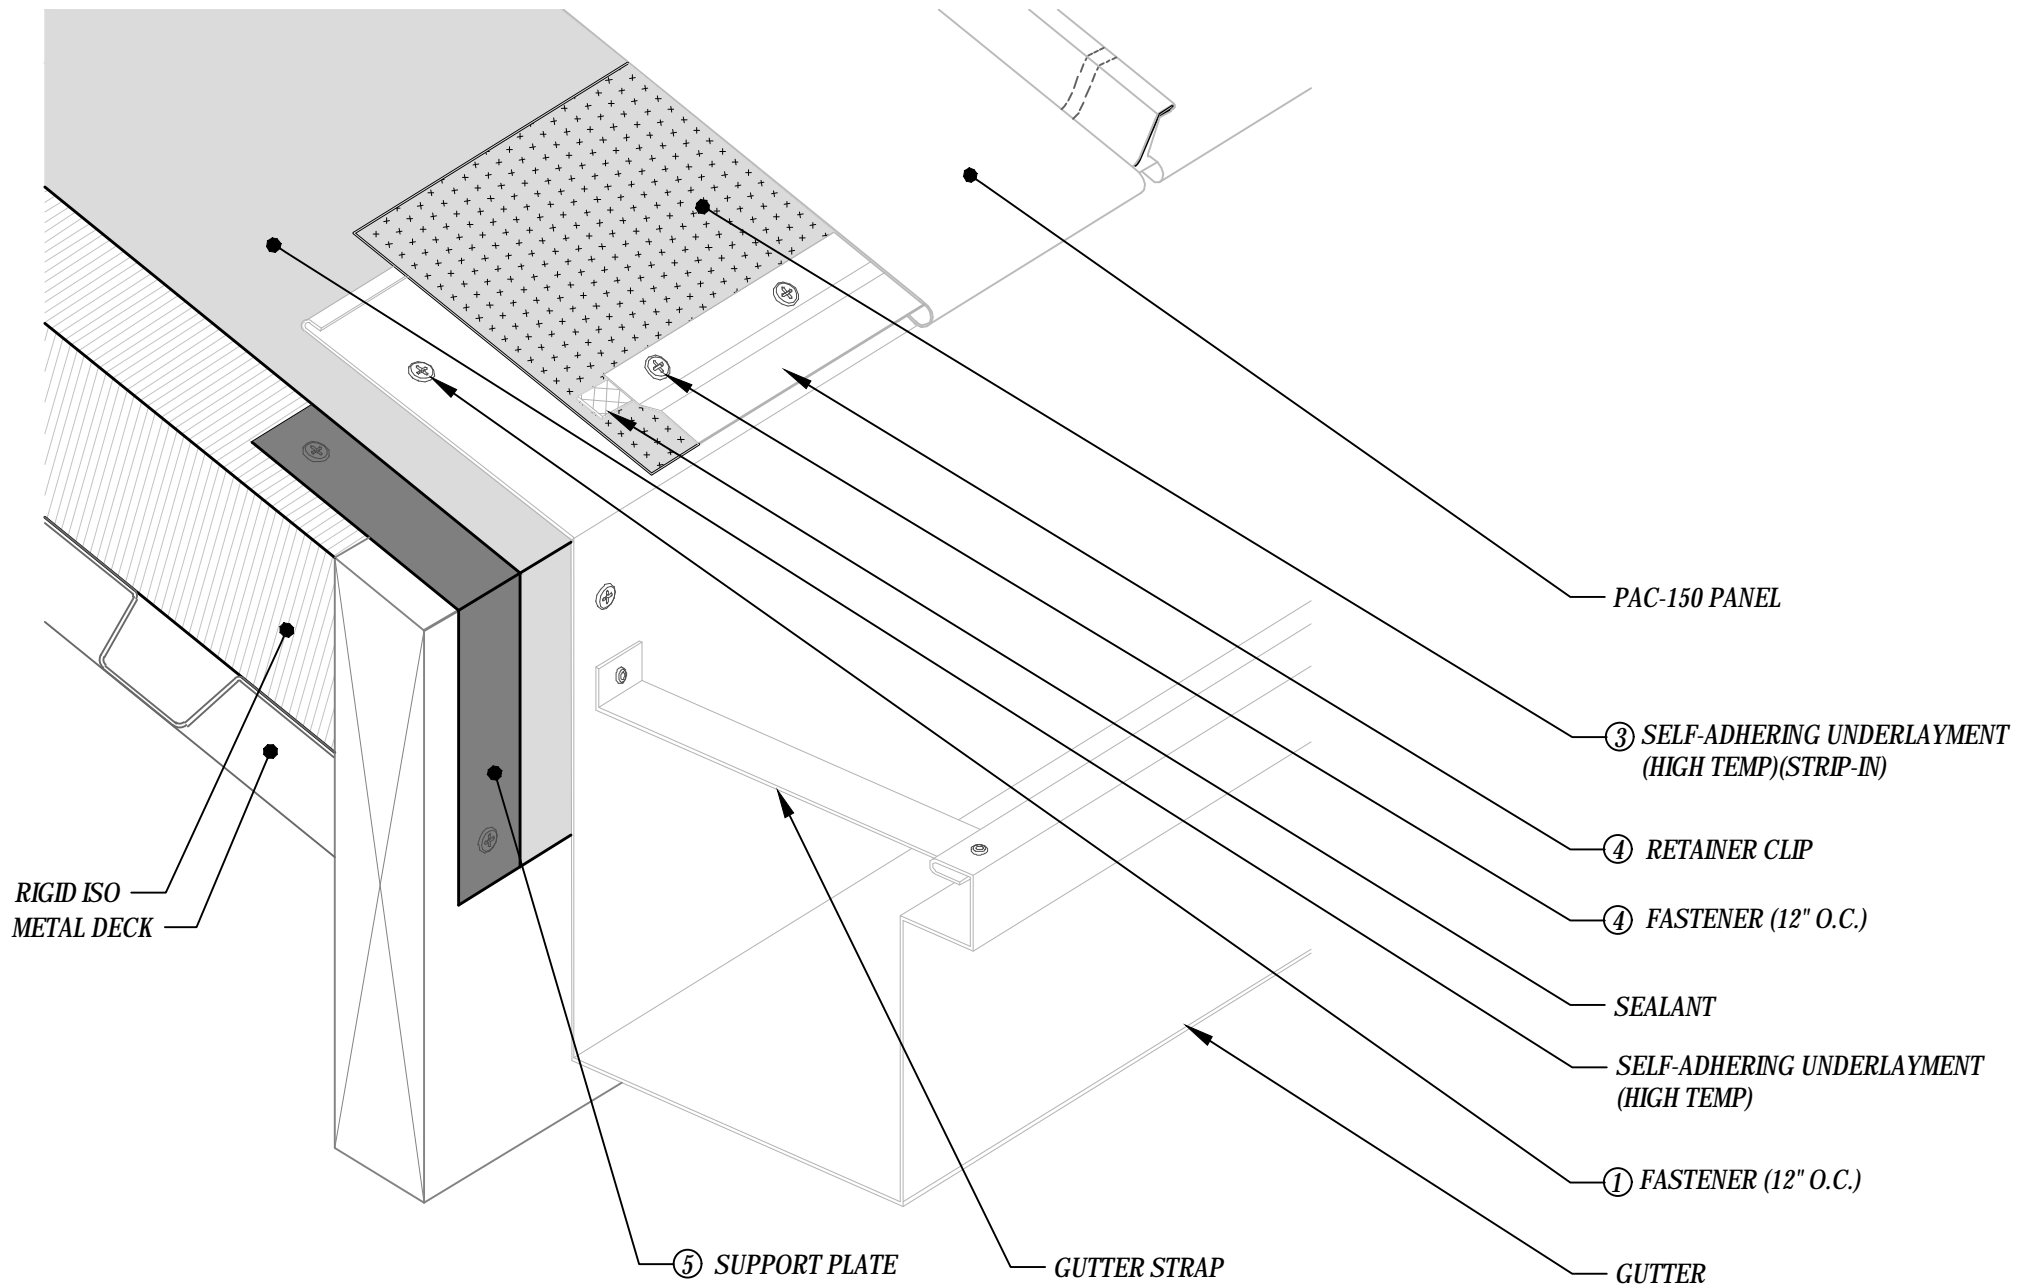 PAC-150 PANEL
③ SELF-ADHERING UNDERLAYMENT
(HIGH TEMP)(STRIP-IN)
④ RETAINER CLIP
④ FASTENER (12" O.C.)
SEALANT
SELF-ADHERING UNDERLAYMENT
(HIGH TEMP)
① FASTENER (12" O.C.)
GUTTER
RIGID ISO
METAL DECK
⑤ SUPPORT PLATE
GUTTER STRAP